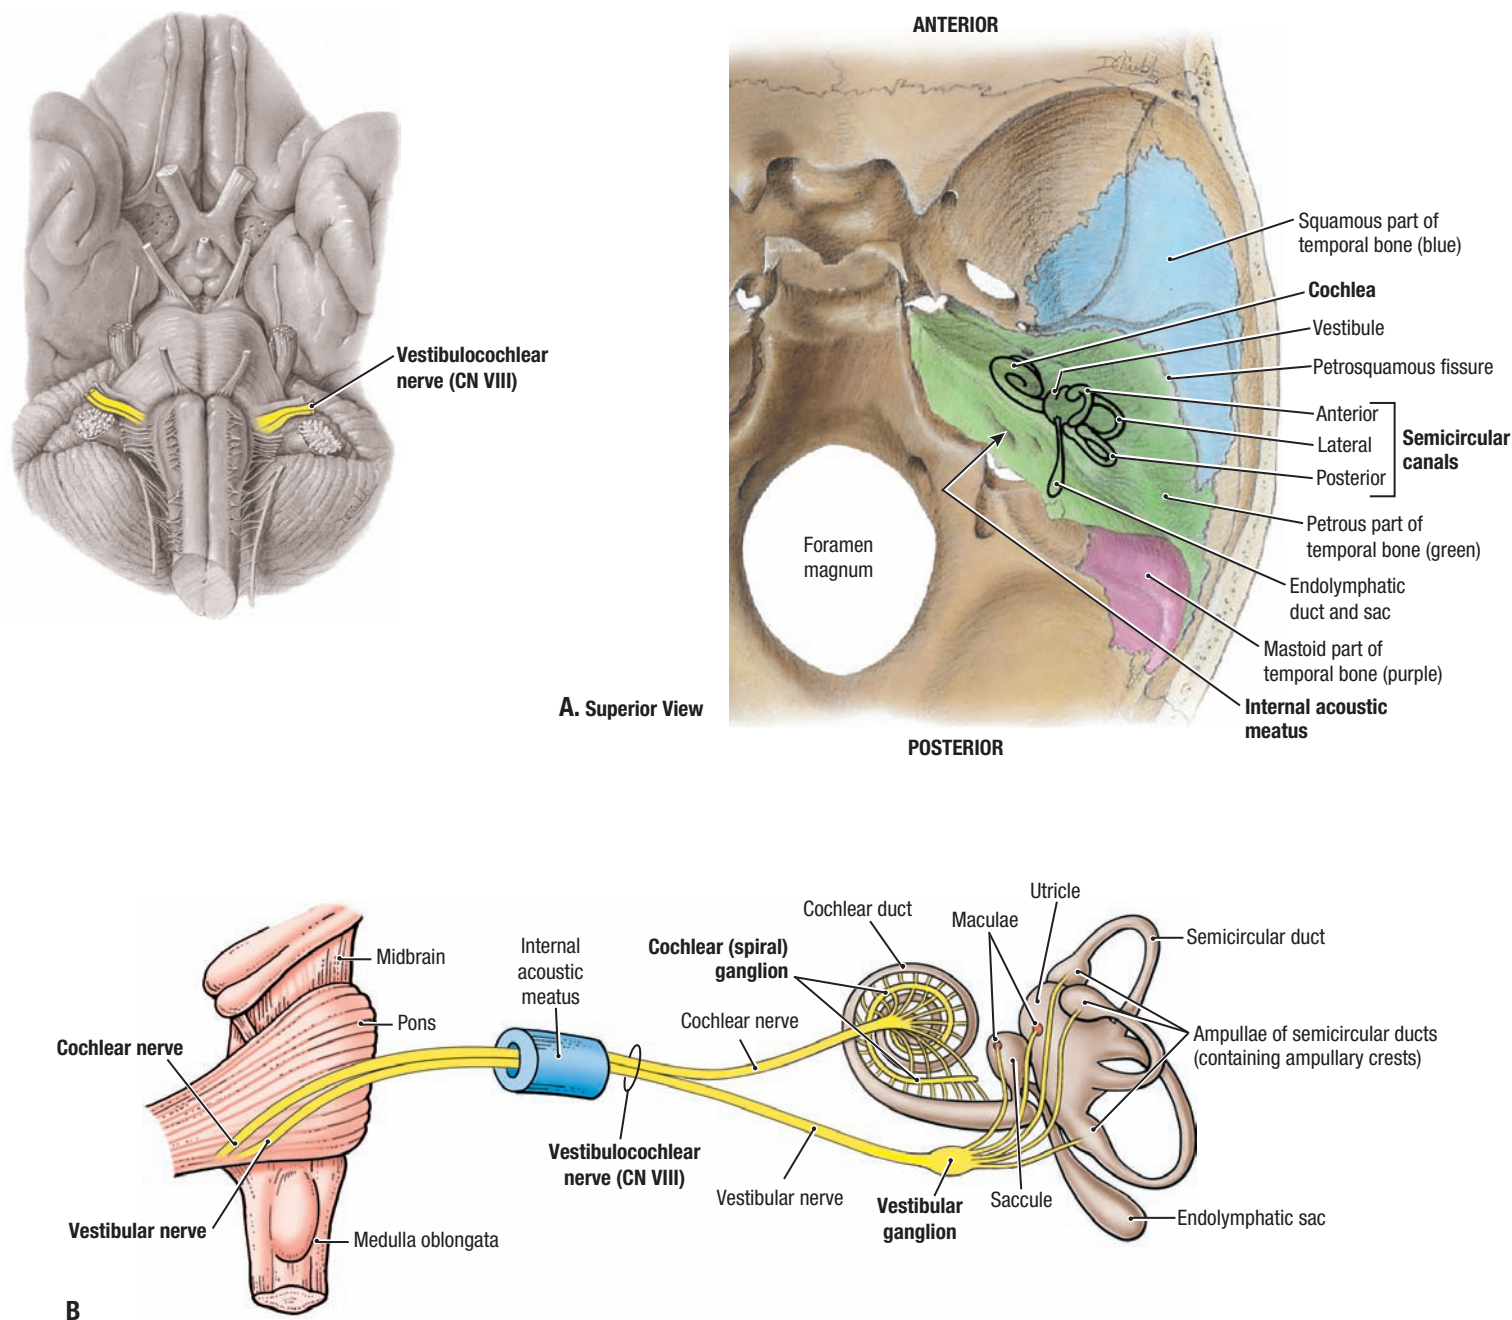 Vestibulocochlear
nerve (CN VIII)
ANTERIOR
Squamous part of
temporal bone (blue)
Cochlea
Vestibule
Petrosquamous fissure
Anterior
Lateral
Posterior
Semicircular
canals
Petrous part of
temporal bone (green)
Endolymphatic
duct and sac
Mastoid part of
temporal bone (purple)
Internal acoustic
meatus
Foramen
magnum
A. Superior View
POSTERIOR
Midbrain
Pons
Cochlear nerve
Vestibular nerve
Medulla oblongata
Internal
acoustic
meatus
Vestibulocochlear
nerve (CN VIII)
Cochlear duct
Cochlear (spiral)
ganglion
Cochlear nerve
Vestibular nerve
Vestibular
ganglion
Maculae
Utricle
Saccule
Semicircular duct
Ampullae of semicircular ducts
(containing ampullary crests)
Endolymphatic sac
B